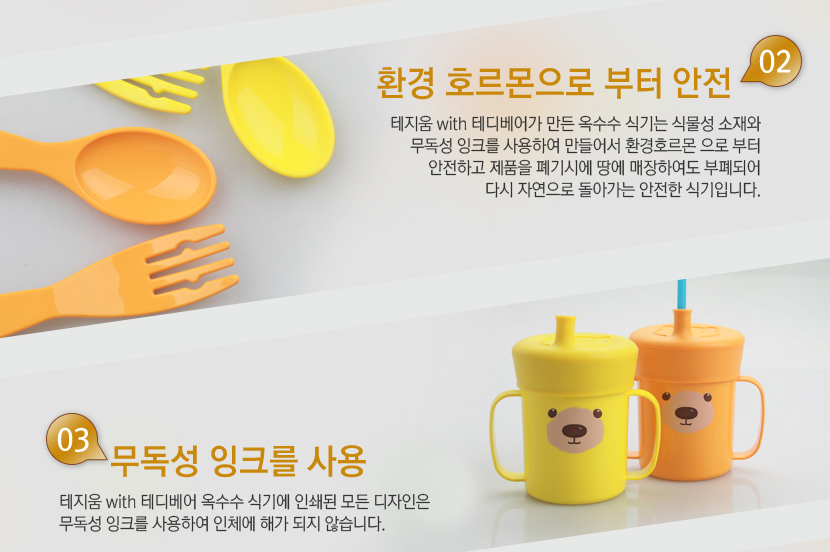 02
환경 호르몬으로 부터 안전
테지움 with 테디베어가 만든 옥수수 식기는 식물성 소재와
무독성 잉크를 사용하여 만들어서 환경호르몬 으로 부터
안전하고 제품을 폐기시에 땅에 매장하여도 부폐되어
다시 자연으로 돌아가는 안전한 식기입니다.
03
무독성 잉크를 사용
테지움 with 테디베어 옥수수 식기에 인쇄된 모든 디자인은
무독성 잉크를 사용하여 인체에 해가 되지 않습니다.